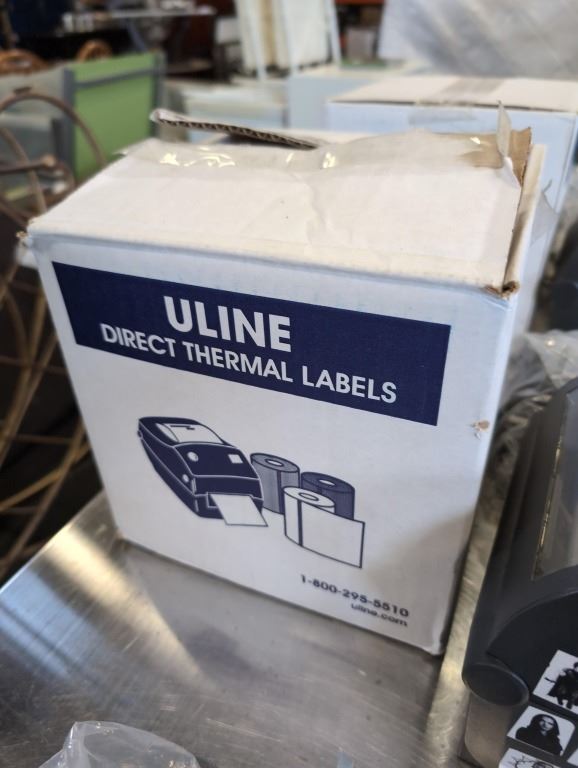 ULINE
DIRECT THERMAL LABELS
1-800-295-5510
uline.com